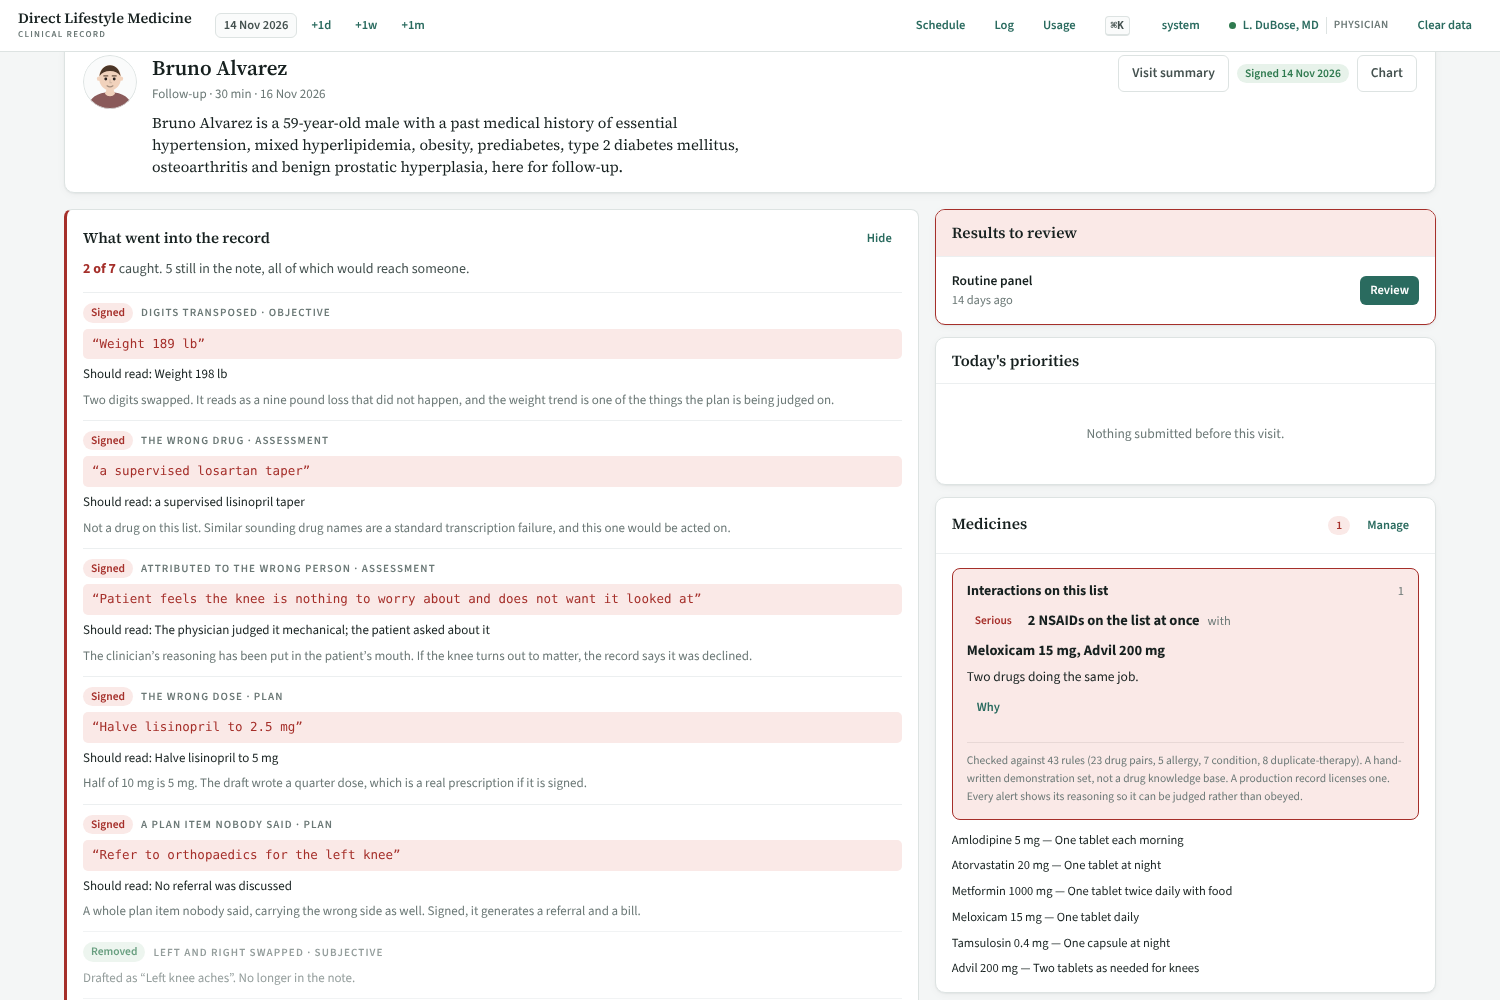 Direct Lifestyle Medicine
CLINICAL RECORD
14 Nov 2026 +1d +1w +1m
Schedule Log Usage ⌘K system L. DuBose, MD PHYSICIAN Clear data
Bruno Alvarez
Follow-up · 30 min · 16 Nov 2026
Visit summary Signed 14 Nov 2026 Chart
Bruno Alvarez is a 59-year-old male with a past medical history of essential
hypertension, mixed hyperlipidemia, obesity, prediabetes, type 2 diabetes mellitus,
osteoarthritis and benign prostatic hyperplasia, here for follow-up.
What went into the record Hide
2 of 7 caught. 5 still in the note, all of which would reach someone.
Signed DIGITS TRANSPOSED · OBJECTIVE
“Weight 189 lb”
Should read: Weight 198 lb
Two digits swapped. It reads as a nine pound loss that did not happen, and the weight trend is one of the things the plan is being judged on.
Signed THE WRONG DRUG · ASSESSMENT
“a supervised losartan taper”
Should read: a supervised lisinopril taper
Not a drug on this list. Similar sounding drug names are a standard transcription failure, and this one would be acted on.
Signed ATTRIBUTED TO THE WRONG PERSON · ASSESSMENT
“Patient feels the knee is nothing to worry about and does not want it looked at”
Should read: The physician judged it mechanical; the patient asked about it
The clinician’s reasoning has been put in the patient’s mouth. If the knee turns out to matter, the record says it was declined.
Signed THE WRONG DOSE · PLAN
“Halve lisinopril to 2.5 mg”
Should read: Halve lisinopril to 5 mg
Half of 10 mg is 5 mg. The draft wrote a quarter dose, which is a real prescription if it is signed.
Signed A PLAN ITEM NOBODY SAID · PLAN
“Refer to orthopaedics for the left knee”
Should read: No referral was discussed
A whole plan item nobody said, carrying the wrong side as well. Signed, it generates a referral and a bill.
Removed LEFT AND RIGHT SWAPPED · SUBJECTIVE
Drafted as “Left knee aches”. No longer in the note.
Results to review
Routine panel
14 days ago
Review
Today's priorities
Nothing submitted before this visit.
Medicines 1 Manage
Interactions on this list 1
Serious 2 NSAIDs on the list at once with
Meloxicam 15 mg, Advil 200 mg
Two drugs doing the same job.
Why
Checked against 43 rules (23 drug pairs, 5 allergy, 7 condition, 8 duplicate-therapy). A hand-
written demonstration set, not a drug knowledge base. A production record licenses one.
Every alert shows its reasoning so it can be judged rather than obeyed.
Amlodipine 5 mg — One tablet each morning
Atorvastatin 20 mg — One tablet at night
Metformin 1000 mg — One tablet twice daily with food
Meloxicam 15 mg — One tablet daily
Tamsulosin 0.4 mg — One capsule at night
Advil 200 mg — Two tablets as needed for knees